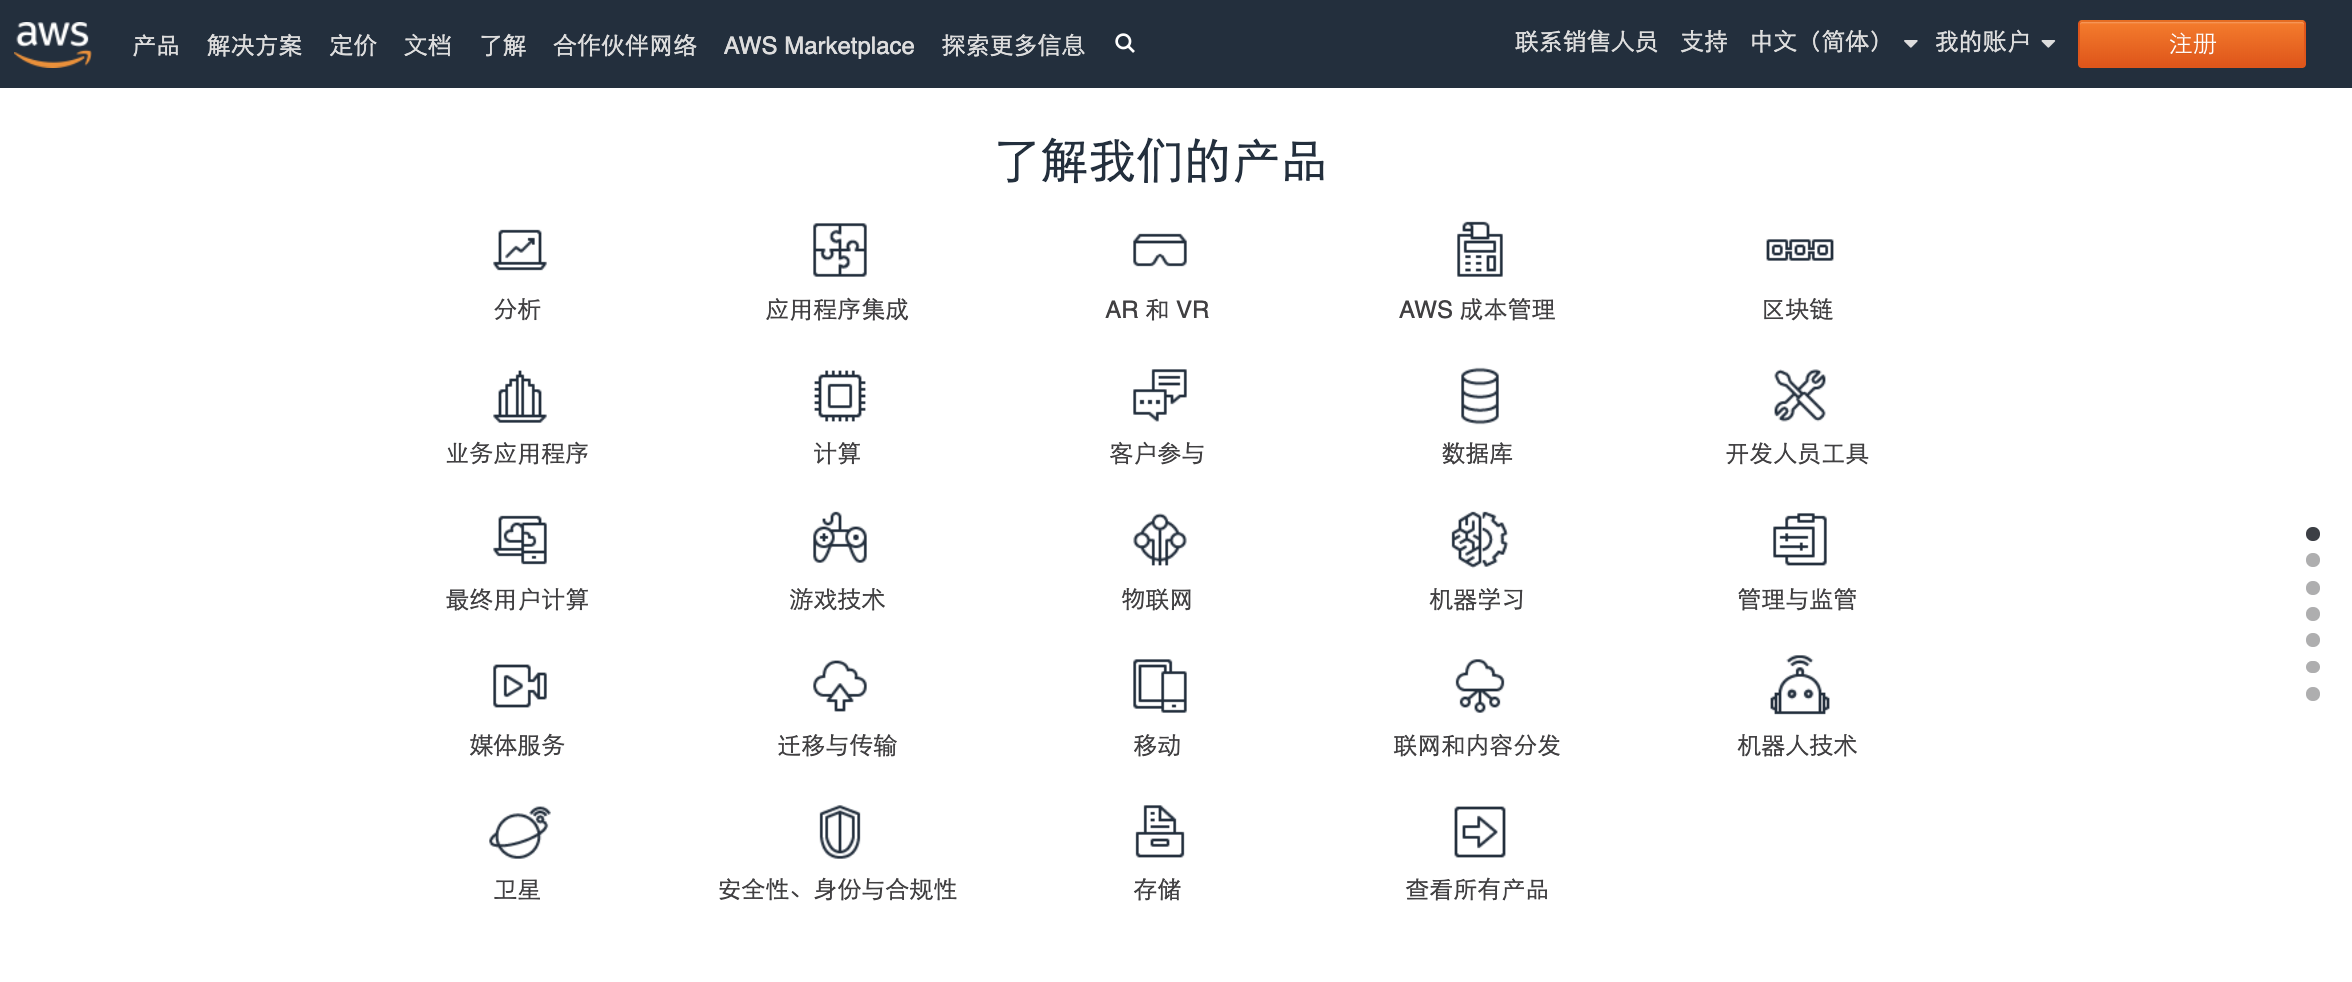 aws 产品 解决方案 定价 文档 了解 合作伙伴网络 AWS Marketplace 探索更多信息 联系销售人员 支持 中文（简体） 我的账户 注册
了解我们的产品
分析 应用程序集成 AR 和 VR AWS 成本管理 区块链
业务应用程序 计算 客户参与 数据库 开发人员工具
最终用户计算 游戏技术 物联网 机器学习 管理与监管
媒体服务 迁移与传输 移动 联网和内容分发 机器人技术
卫星 安全性、身份与合规性 存储 查看所有产品